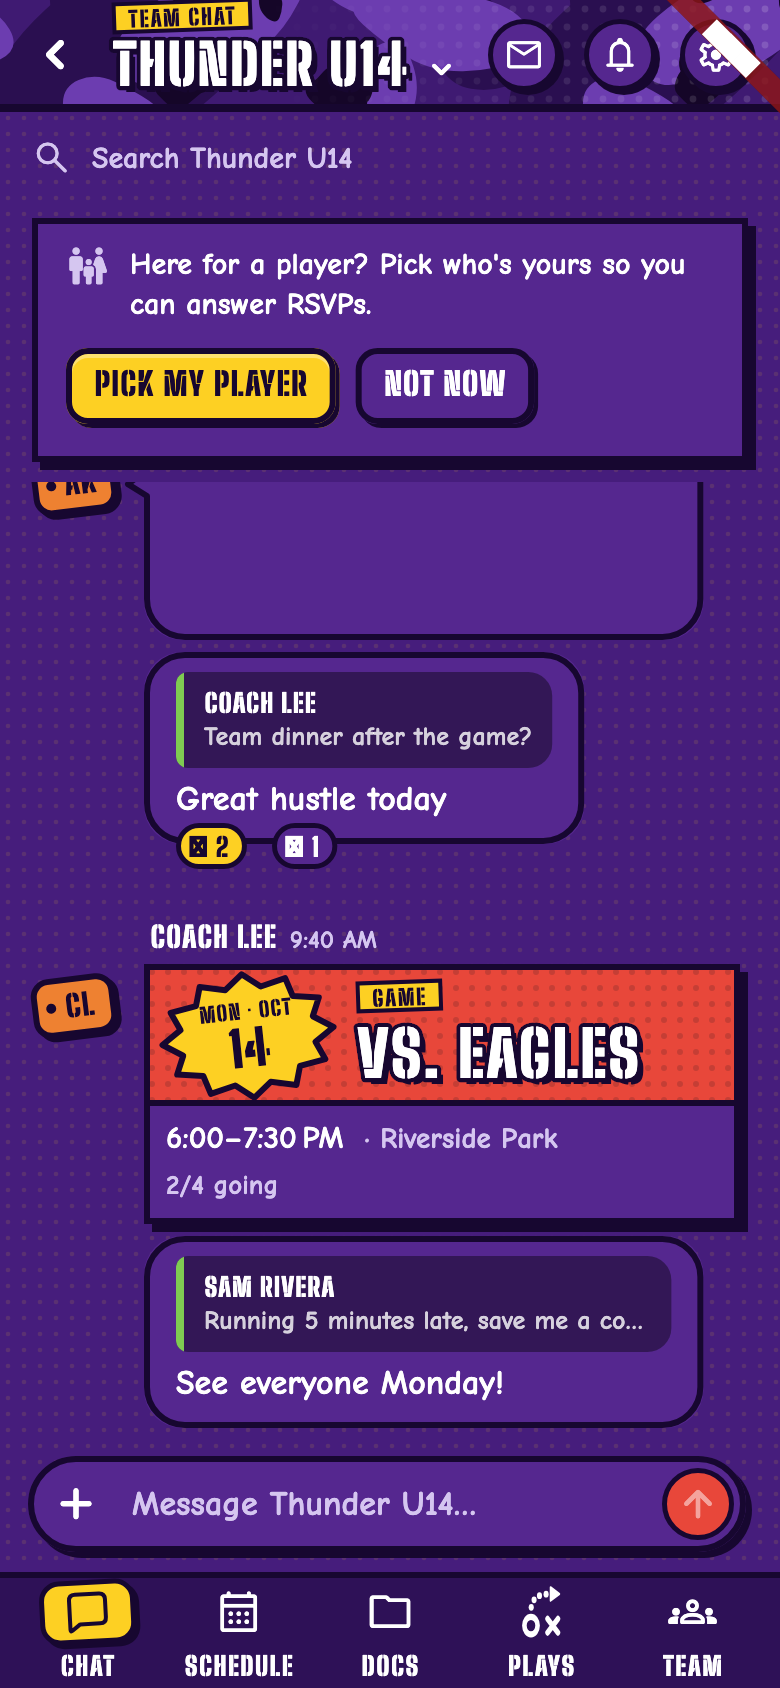 TEAM CHAT
THUNDER U14
Search Thunder U14
Here for a player? Pick who's yours so you
can answer RSVPs.
PICK MY PLAYER
NOT NOW
COACH LEE
Team dinner after the game?
Great hustle today
2
1
COACH LEE 9:40 AM
CL
MON · OCT
14
GAME
VS. EAGLES
6:00–7:30 PM · Riverside Park
2/4 going
SAM RIVERA
Running 5 minutes late, save me a co...
See everyone Monday!
Message Thunder U14...
CHAT
SCHEDULE
DOCS
PLAYS
TEAM